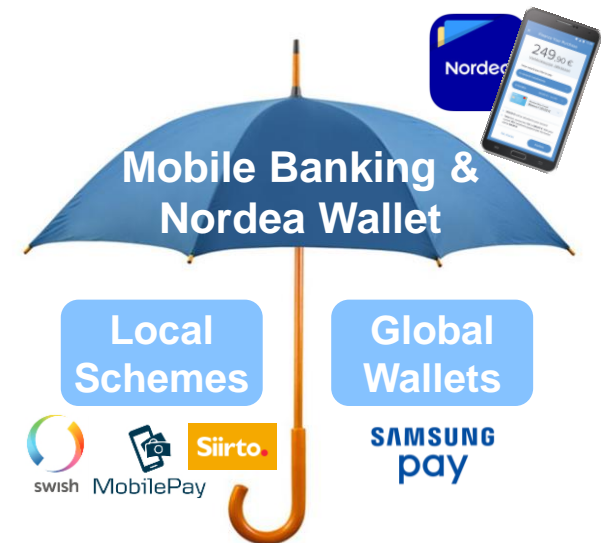 Nordea
249,90 €
Mobile Banking &
Nordea Wallet
Local
Schemes
Global
Wallets
swish
MobilePay
Siirto.
SAMSUNG
pay